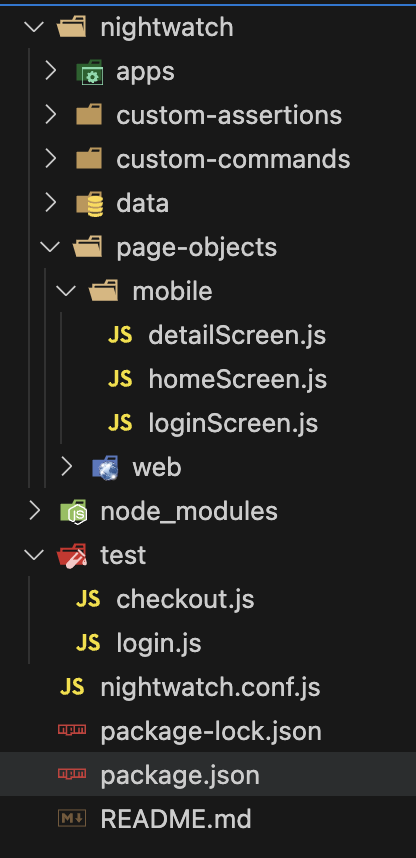 nightwatch
apps
custom-assertions
custom-commands
data
page-objects
mobile
JS detailScreen.js
JS homeScreen.js
JS loginScreen.js
web
node_modules
test
JS checkout.js
JS login.js
JS nightwatch.conf.js
package-lock.json
package.json
M README.md